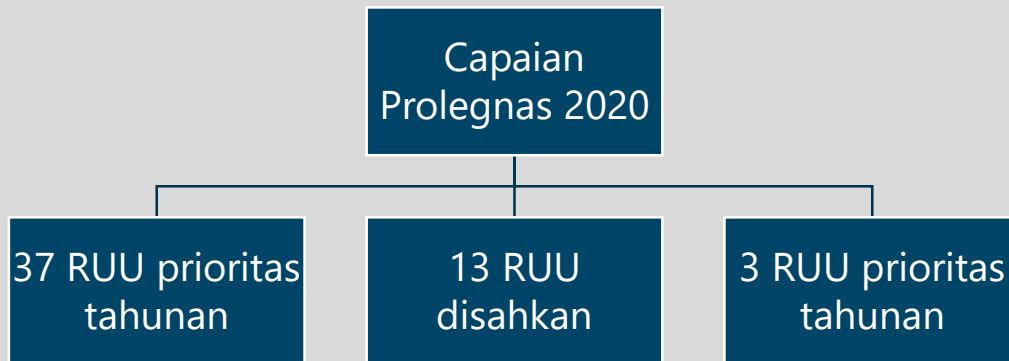 Capaian
Prolegnas 2020
37 RUU prioritas
tahunan
13 RUU
disahkan
3 RUU prioritas
tahunan